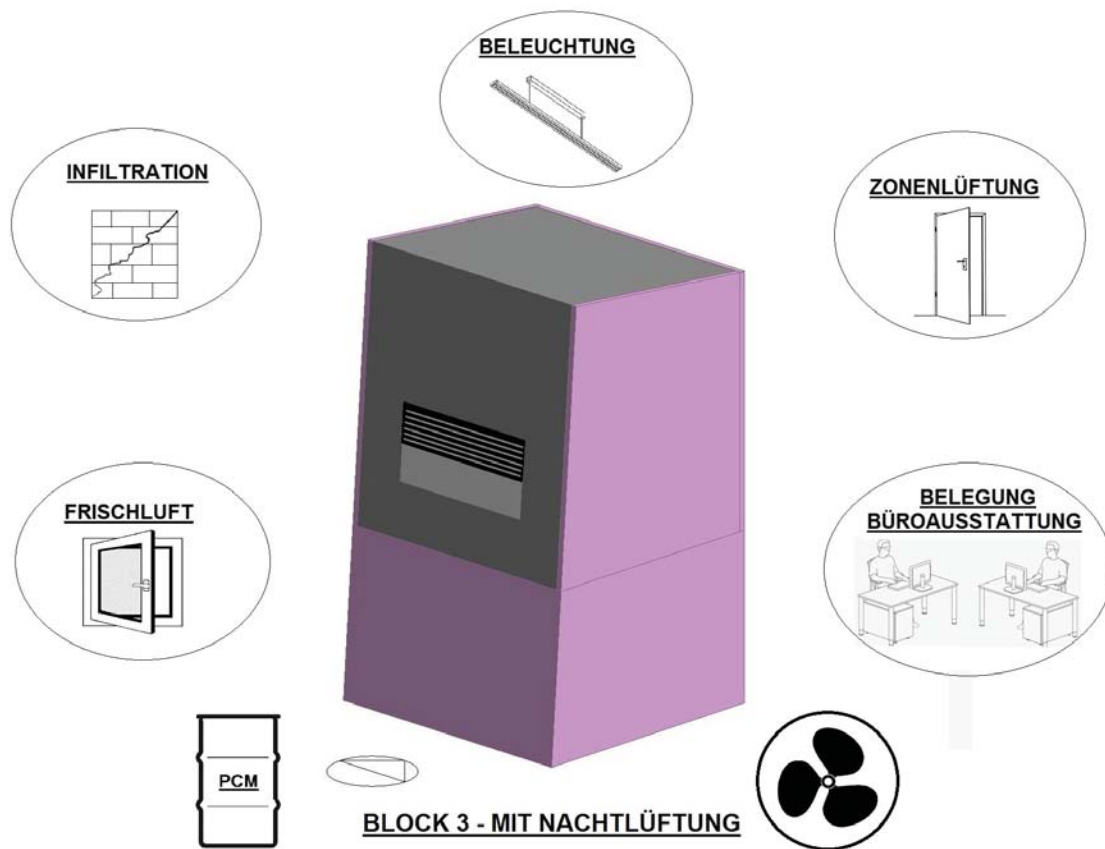 BELEUCHTUNG
INFILTRATION
ZONENLÜFTUNG
FRISCHLUFT
BELEGUNG
BÜROAUSSTATTUNG
PCM
BLOCK 3 - MIT NACHTLÜFTUNG